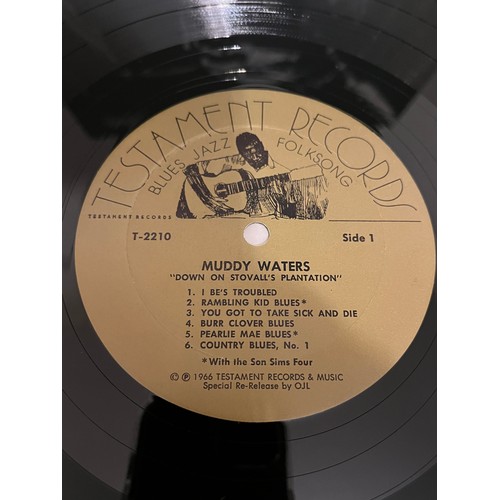 TESTAMENT RECORDS
BLUES JAZZ FOLKSONG
TESTAMENT RECORDS
T-2210 Side 1
MUDDY WATERS
"DOWN ON STOVALL'S PLANTATION"
1. I BE'S TROUBLED
2. RAMBLING KID BLUES*
3. YOU GOT TO TAKE SICK AND DIE
4. BURR CLOVER BLUES
5. PEARLIE MAE BLUES*
6. COUNTRY BLUES, No. 1
*With the Son Sims Four
© ℗ 1966 TESTAMENT RECORDS & MUSIC
Special Re-Release by OJL